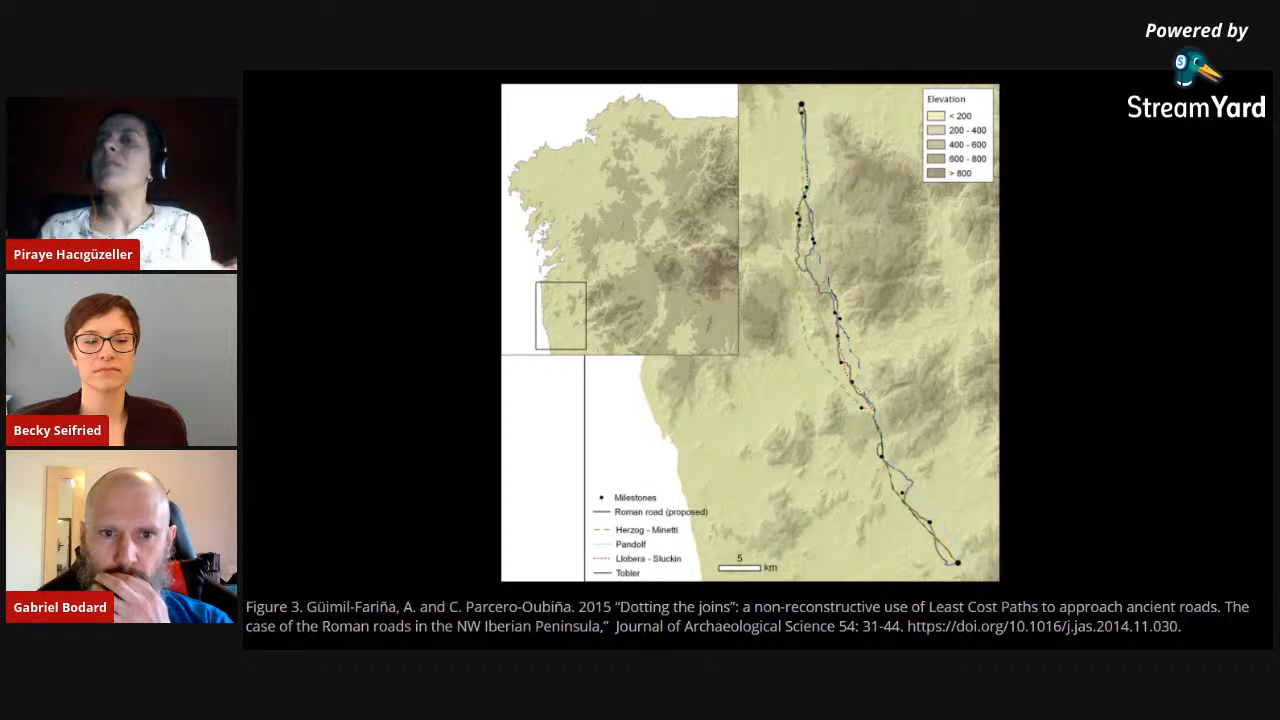 Powered by
StreamYard
Piraye Hacıgüzeller
Becky Seifried
Gabriel Bodard
Elevation
< 200
200 - 400
400 - 600
600 - 800
> 800
Milestones
Roman road (proposed)
Herzog - Minetti
Pandolf
Llobera - Sluckin
Tobler
5
km
Figure 3. Güimil-Fariña, A. and C. Parcero-Oubiña. 2015 “Dotting the joins”: a non-reconstructive use of Least Cost Paths to approach ancient roads. The
case of the Roman roads in the NW Iberian Peninsula,” Journal of Archaeological Science 54: 31-44. https://doi.org/10.1016/j.jas.2014.11.030.